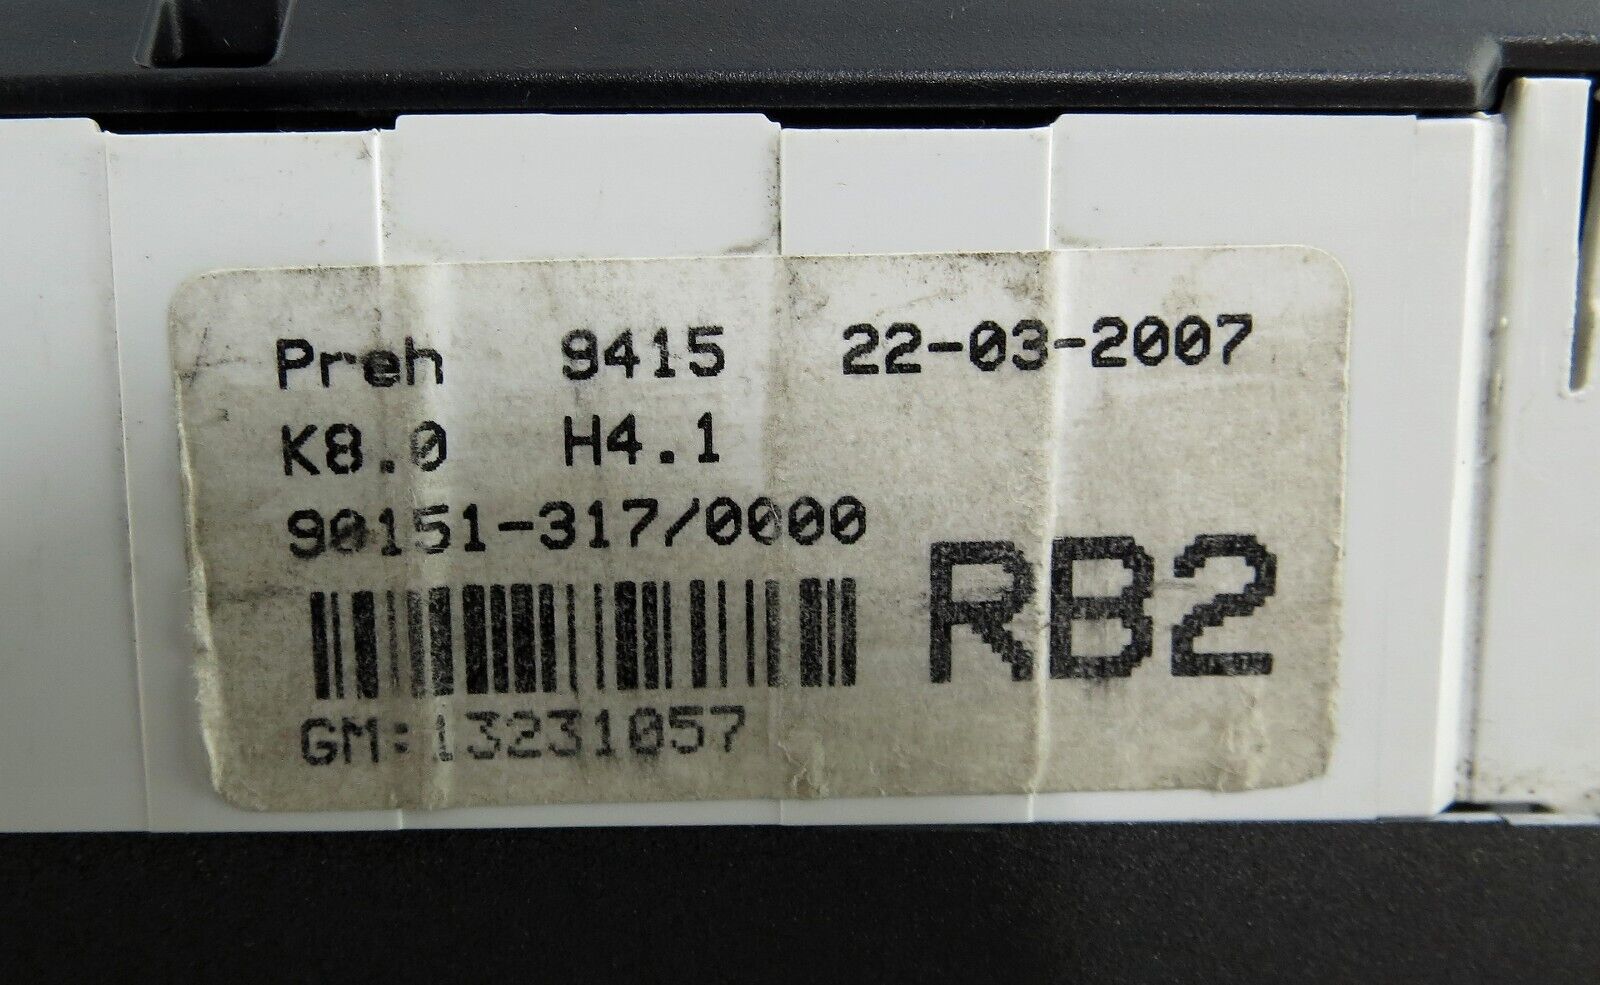 Preh 9415 22-03-2007
K8.0 H4.1
90151-317/0000
RB2
GM:13231057